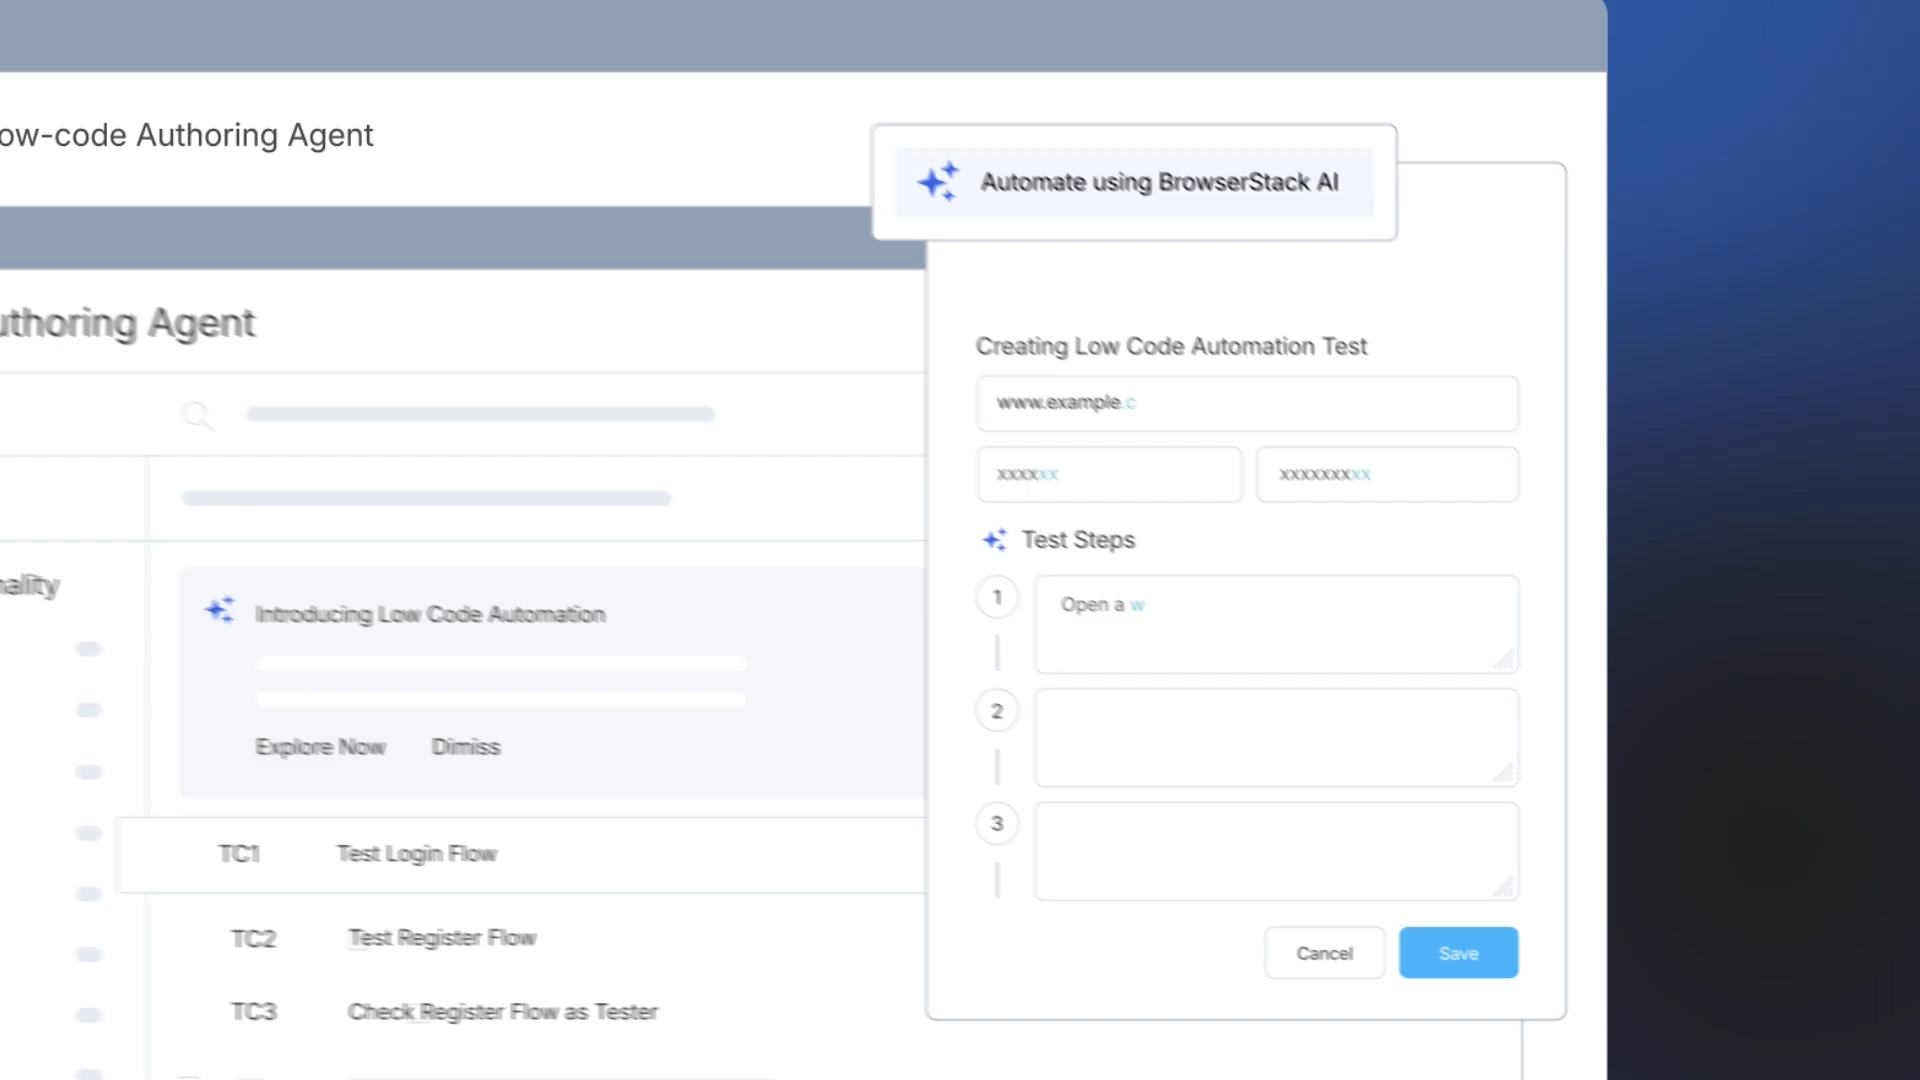 ow-code Authoring Agent
Automate using BrowserStack AI
uthoring Agent
Creating Low Code Automation Test
www.example.c
xxxxxx
xxxxxxxxx
Test Steps
1
Open a w
2
3
Cancel
Save
nality
Introducing Low Code Automation
Explore Now
Dimiss
TC1
Test Login Flow
TC2
Test Register Flow
TC3
Check Register Flow as Tester